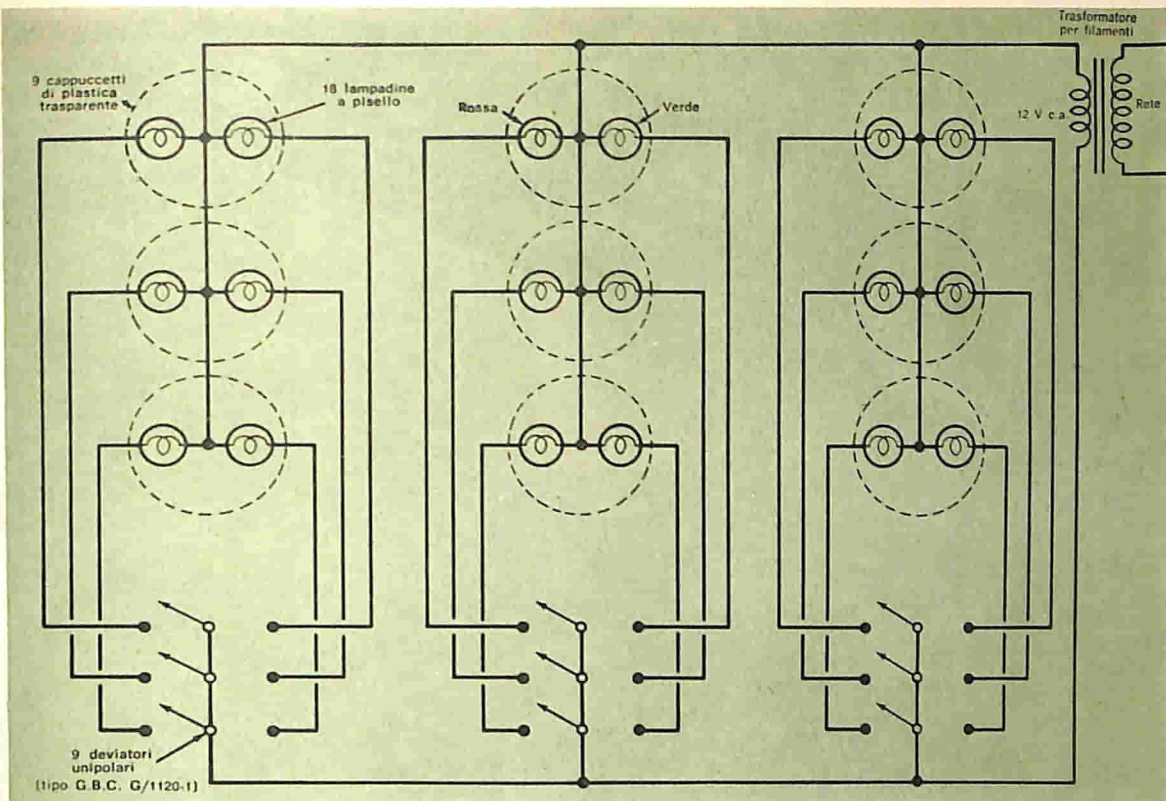 Trasformatore
per filamenti
9 cappuccetti
di plastica
trasparente
18 lampadine
a pisello
Rossa
Verde
12 V c.a.
Rete
9 deviatori
unipolari
(tipo G.B.C. G/1120-1)